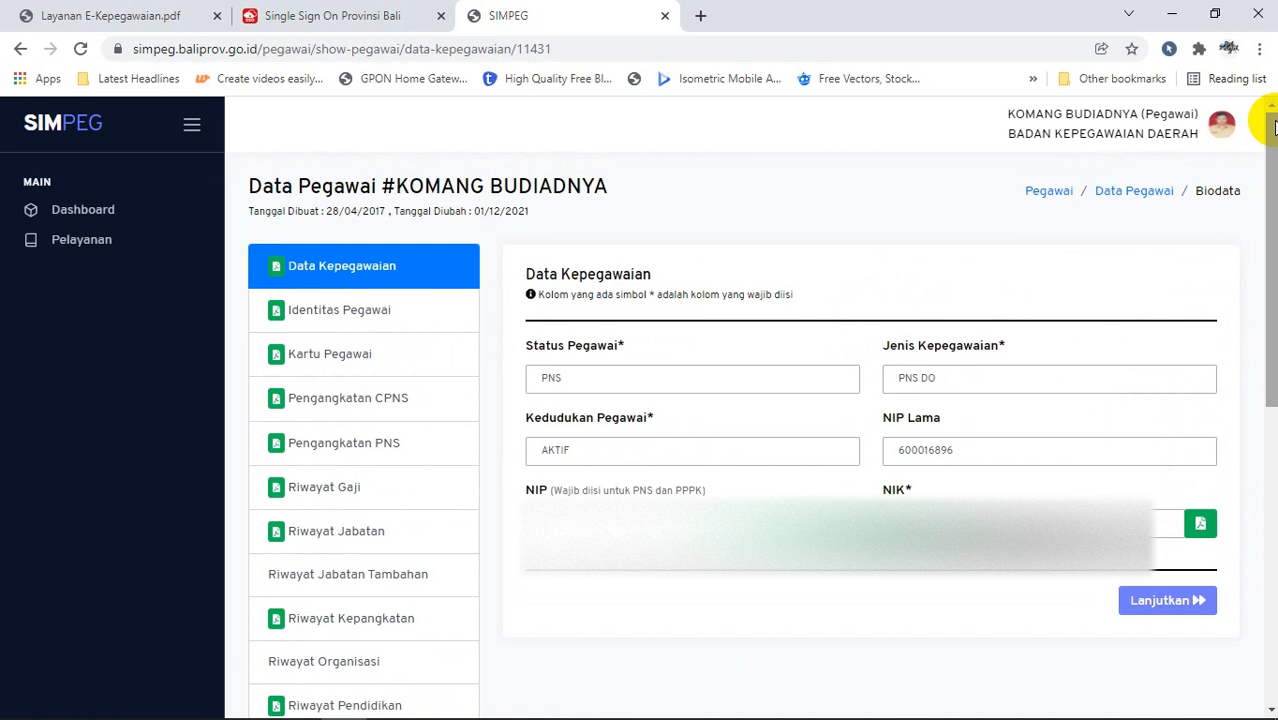 Layanan E-Kepegawaian.pdf
Single Sign On Provinsi Bali
SIMPEG
simpeg.baliprov.go.id/pegawai/show-pegawai/data-kepegawaian/11431
Apps
Latest Headlines
Create videos easily...
GPON Home Gatew...
High Quality Free Bl...
Isometric Mobile A...
Free Vectors, Stock...
»
Other bookmarks
Reading list
SIMPEG
KOMANG BUDIADNYA (Pegawai)
BADAN KEPEGAWAIAN DAERAH
MAIN
Dashboard
Pelayanan
Data Pegawai #KOMANG BUDIADNYA
Tanggal Dibuat : 28/04/2017 , Tanggal Diubah : 01/12/2021
Pegawai / Data Pegawai / Biodata
Data Kepegawaian
Identitas Pegawai
Kartu Pegawai
Pengangkatan CPNS
Pengangkatan PNS
Riwayat Gaji
Riwayat Jabatan
Riwayat Jabatan Tambahan
Riwayat Kepangkatan
Riwayat Organisasi
Riwayat Pendidikan
Data Kepegawaian
Kolom yang ada simbol * adalah kolom yang wajib diisi
Status Pegawai*
PNS
Jenis Kepegawaian*
PNS DO
Kedudukan Pegawai*
AKTIF
NIP Lama
600016896
NIP (Wajib diisi untuk PNS dan PPPK)
NIK*
Lanjutkan